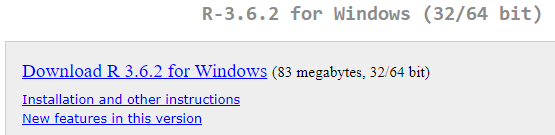 R-3.6.2 for Windows (32/64 bit)
Download R 3.6.2 for Windows (83 megabytes, 32/64 bit)
Installation and other instructions
New features in this version